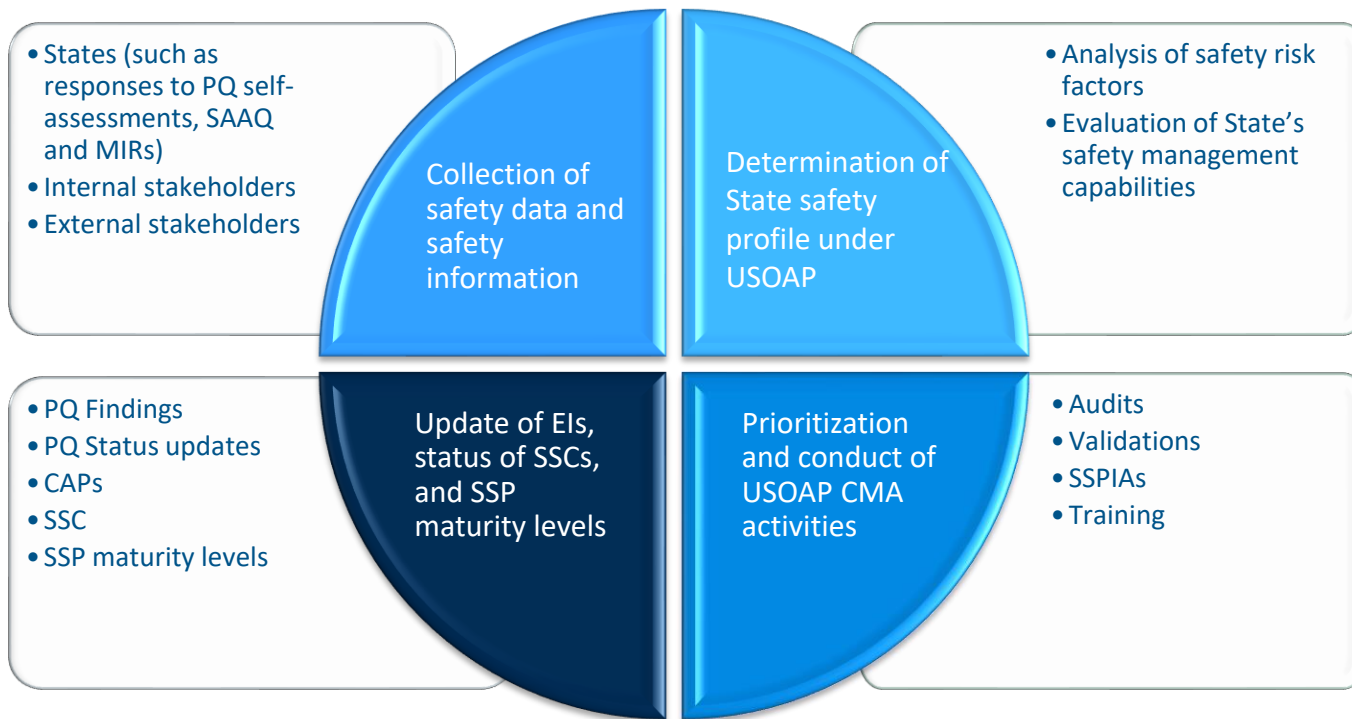 • States (such as
responses to PQ self-
assessments, SAAQ
and MIRs)
• Internal stakeholders
• External stakeholders
Collection of
safety data and
safety
information
Determination of
State safety
profile under
USOAP
• Analysis of safety risk
factors
• Evaluation of State’s
safety management
capabilities
• PQ Findings
• PQ Status updates
• CAPs
• SSC
• SSP maturity levels
Update of EIs,
status of SSCs,
and SSP
maturity levels
Prioritization
and conduct of
USOAP CMA
activities
• Audits
• Validations
• SSPIAs
• Training